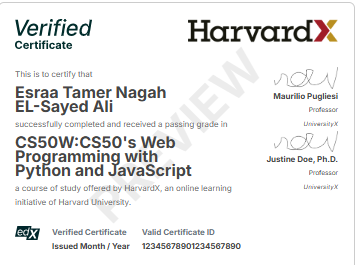 Verified
Certificate
HarvardX
This is to certify that
Esraa Tamer Nagah
EL-Sayed Ali
successfully completed and received a passing grade in
CS50W:CS50's Web
Programming with
Python and JavaScript
a course of study offered by HarvardX, an online learning
initiative of Harvard University.
Maurilio Pugliesi
Professor
UniversityX
Justine Doe, Ph.D.
Professor
UniversityX
PREVIEW
edX
Verified Certificate
Issued Month / Year
Valid Certificate ID
12345678901234567890